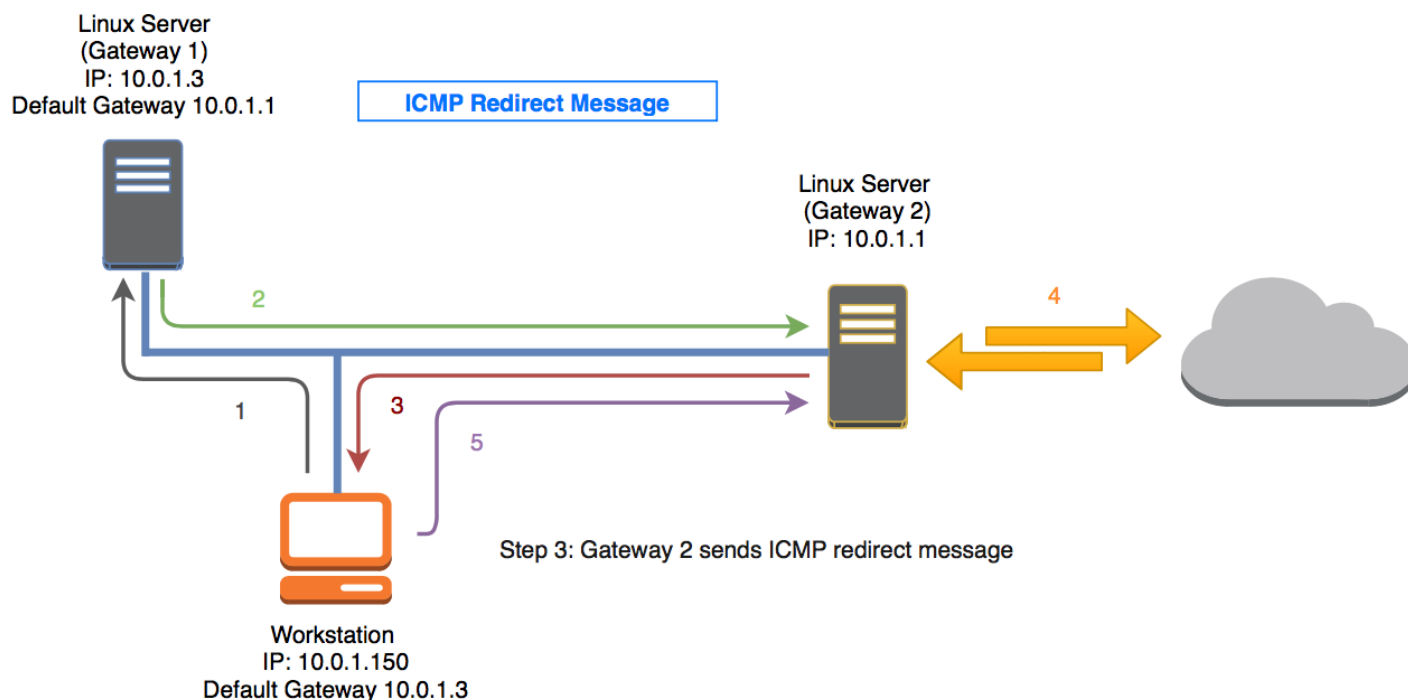 Linux Server
(Gateway 1)
IP: 10.0.1.3
Default Gateway 10.0.1.1
ICMP Redirect Message
Linux Server
(Gateway 2)
IP: 10.0.1.1
2
4
1
3
5
Step 3: Gateway 2 sends ICMP redirect message
Workstation
IP: 10.0.1.150
Default Gateway 10.0.1.3